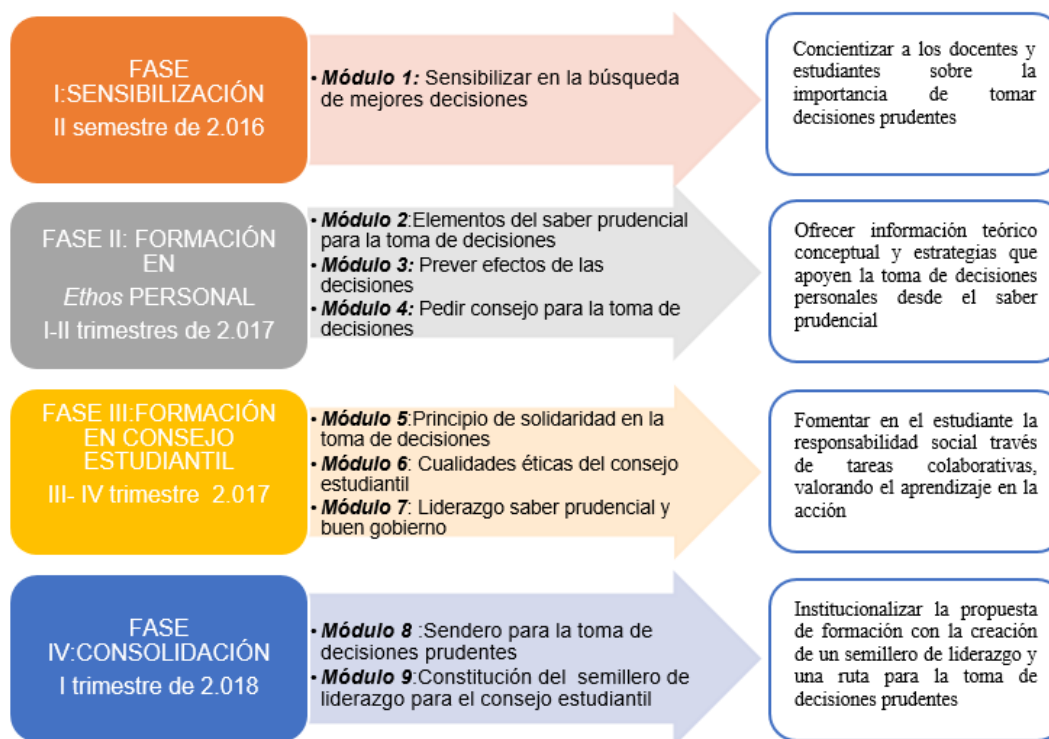 FASE
I:SENSIBILIZACIÓN
II semestre de 2.016
• Módulo 1: Sensibilizar en la búsqueda
de mejores decisiones
Concientizar a los docentes y
estudiantes sobre la
importancia de tomar
decisiones prudentes
FASE II: FORMACIÓN
EN
Ethos PERSONAL
I-II trimestres de 2.017
• Módulo 2:Elementos del saber prudencial
para la toma de decisiones
• Módulo 3: Prever efectos de las
decisiones
• Módulo 4: Pedir consejo para la toma de
decisiones
Ofrecer información teórico
conceptual y estrategias que
apoyen la toma de decisiones
personales desde el saber
prudencial
FASE III:FORMACIÓN
EN CONSEJO
ESTUDIANTIL
III- IV trimestre 2.017
• Módulo 5:Principio de solidaridad en la
toma de decisiones
• Módulo 6: Cualidades éticas del consejo
estudiantil
• Módulo 7: Liderazgo saber prudencial y
buen gobierno
Fomentar en el estudiante la
responsabilidad social través
de tareas colaborativas,
valorando el aprendizaje en la
acción
FASE
IV:CONSOLIDACIÓN
I trimestre de 2.018
• Módulo 8 :Sendero para la toma de
decisiones prudentes
• Módulo 9:Constitución del semillero de
liderazgo para el consejo estudiantil
Institucionalizar la propuesta
de formación con la creación
de un semillero de liderazgo y
una ruta para la toma de
decisiones prudentes